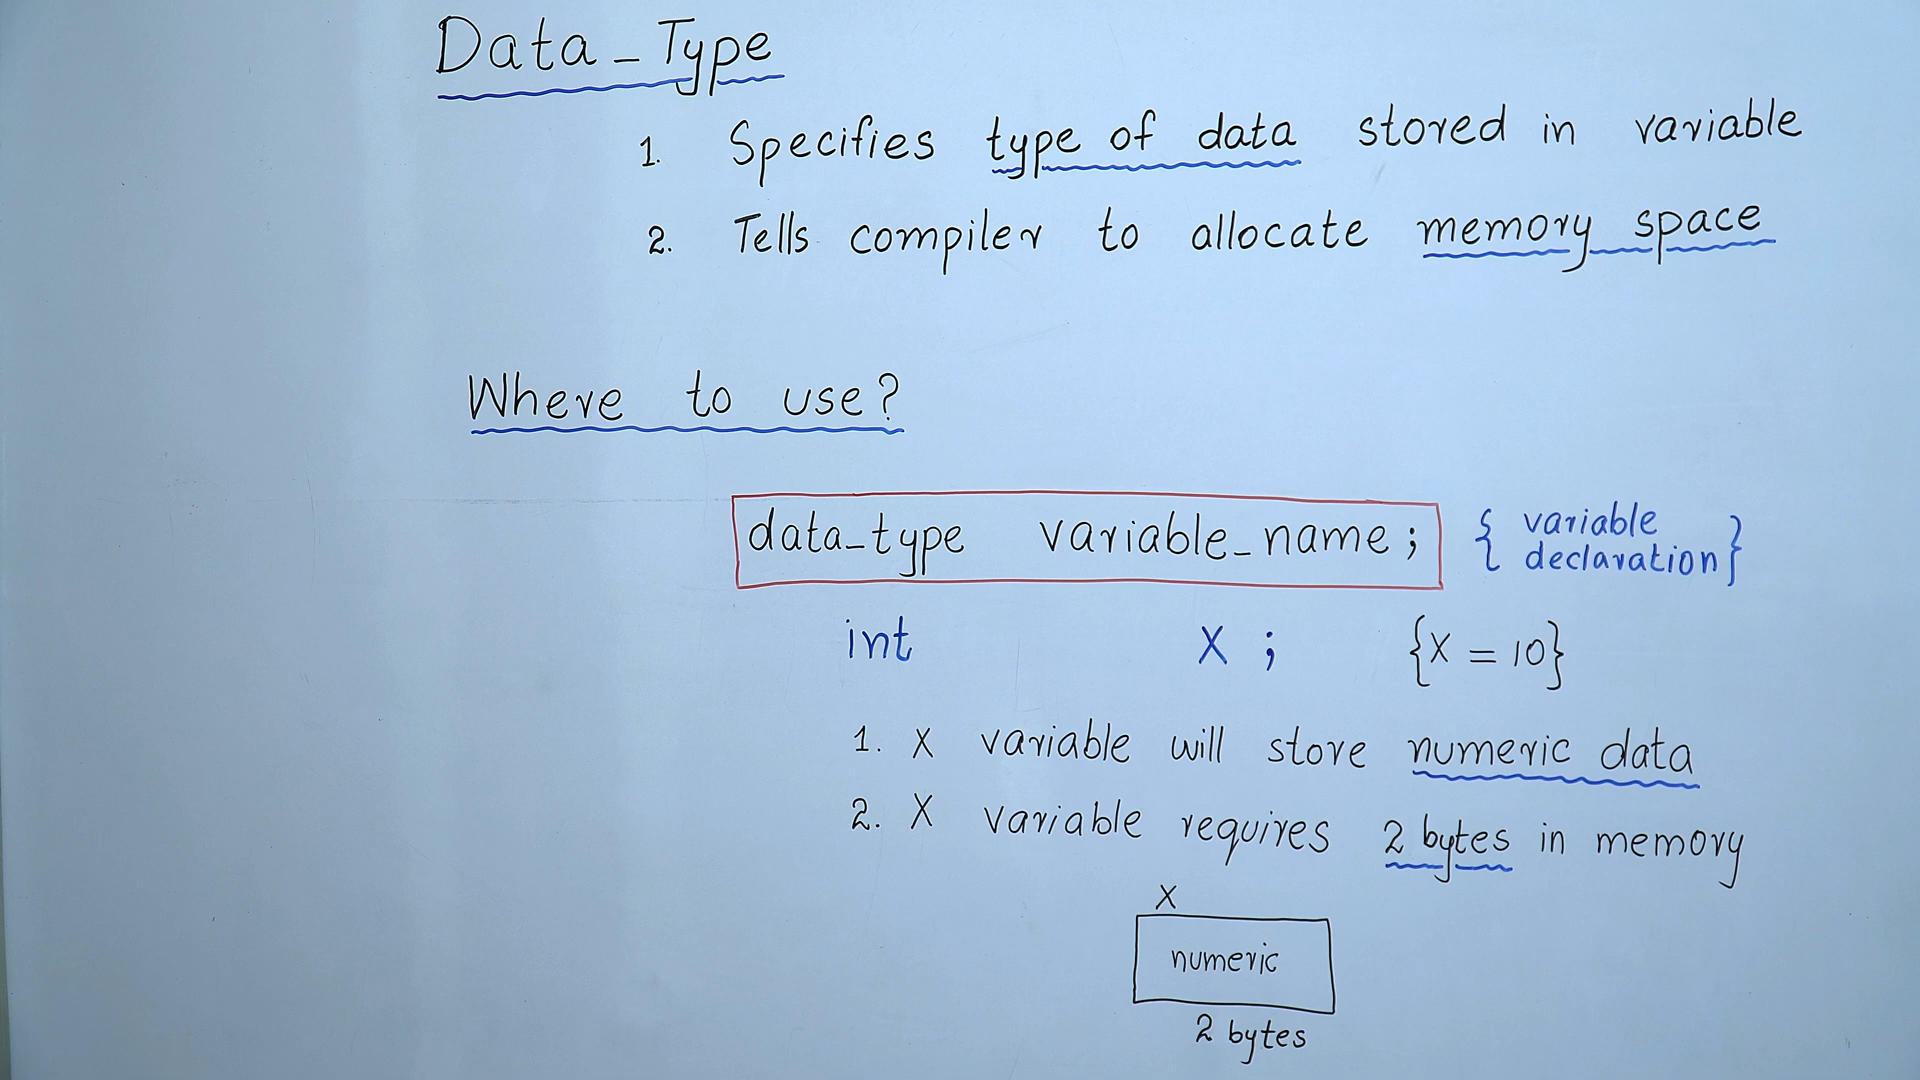 Data_Type
1. Specifies type of data stored in variable
2. Tells compiler to allocate memory space
Where to use?
data_type variable_name; { variable declaration }
int X ; {X = 10}
1. X variable will store numeric data
2. X variable requires 2 bytes in memory
X
numeric
2 bytes